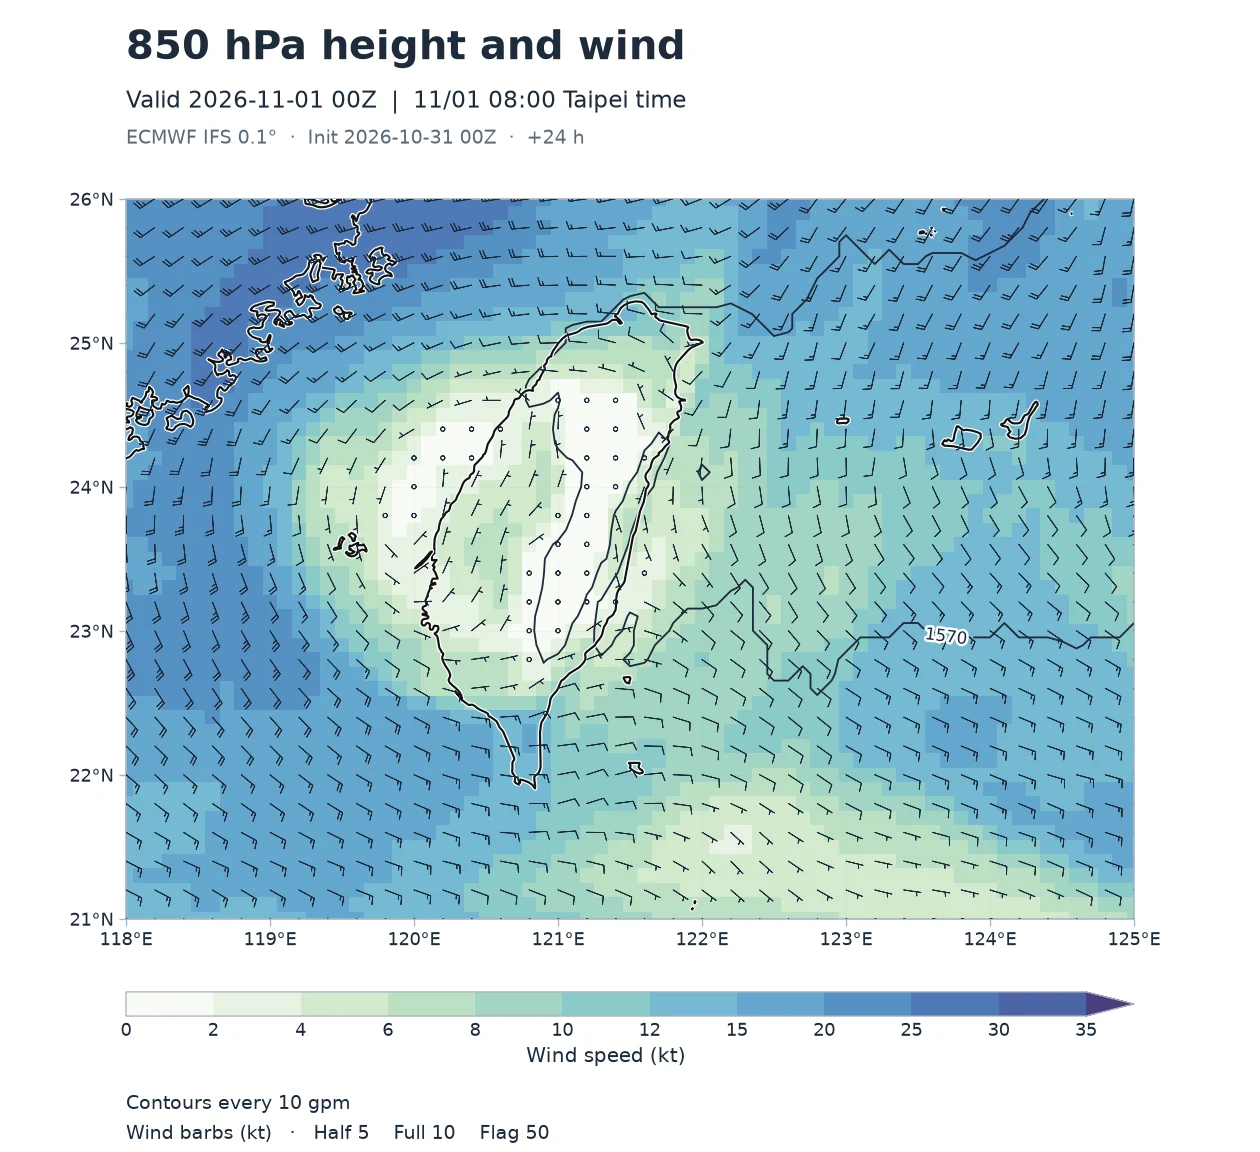 850 hPa height and wind
Valid 2026-11-01 00Z | 11/01 08:00 Taipei time
ECMWF IFS 0.1° · Init 2026-10-31 00Z · +24 h
26°N
25°N
24°N
23°N
22°N
21°N
1570
118°E 119°E 120°E 121°E 122°E 123°E 124°E 125°E
0 2 4 6 8 10 12 15 20 25 30 35
Wind speed (kt)
Contours every 10 gpm
Wind barbs (kt) · Half 5 Full 10 Flag 50